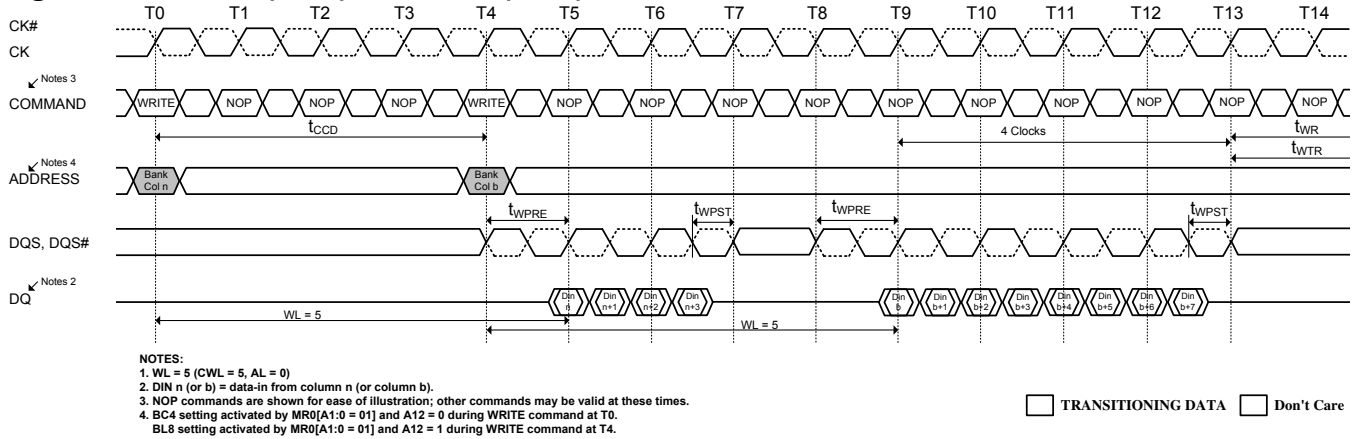 T0 T1 T2 T3 T4 T5 T6 T7 T8 T9 T10 T11 T12 T13 T14
CK#
CK
Notes 3
COMMAND
WRITE NOP NOP NOP WRITE NOP NOP NOP NOP NOP NOP NOP NOP NOP NOP
tCCD
4 Clocks
tWR
tWTR
Notes 4
ADDRESS
Bank
Col n
Bank
Col b
tWPRE tWPST tWPRE tWPST
DQS, DQS#
Notes 2
DQ
Din
n
Din
n+1
Din
n+2
Din
n+3
Din
b
Din
b+1
Din
b+2
Din
b+3
Din
b+4
Din
b+5
Din
b+6
Din
b+7
WL = 5
WL = 5
NOTES:
1. WL = 5 (CWL = 5, AL = 0)
2. DIN n (or b) = data-in from column n (or column b).
3. NOP commands are shown for ease of illustration; other commands may be valid at these times.
4. BC4 setting activated by MR0[A1:0 = 01] and A12 = 0 during WRITE command at T0.
BL8 setting activated by MR0[A1:0 = 01] and A12 = 1 during WRITE command at T4.
TRANSITIONING DATA
Don't Care